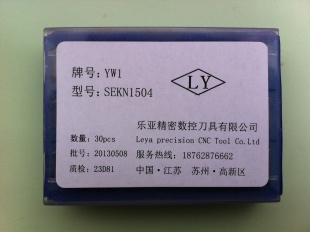 牌号:YW1
LY
型号:SEKN1504
乐亚精密数控刀具有限公司
数量:30pcs Leya precision CNC Tool Co.Ltd
批号:20130508 服务热线:18762876662
质检:23D81 中国·江苏 苏州·高新区